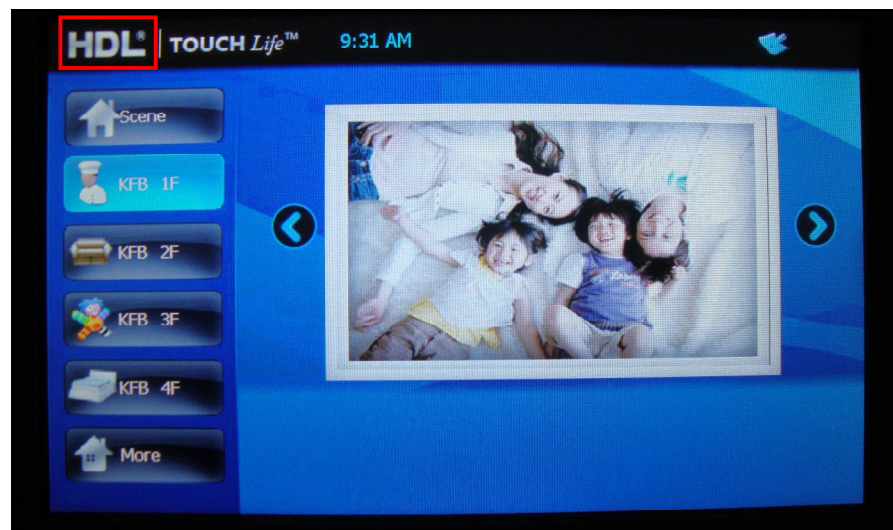 HDL® | TOUCH Life™ 9:31 AM
Scene
KFB 1F
KFB 2F
KFB 3F
KFB 4F
More